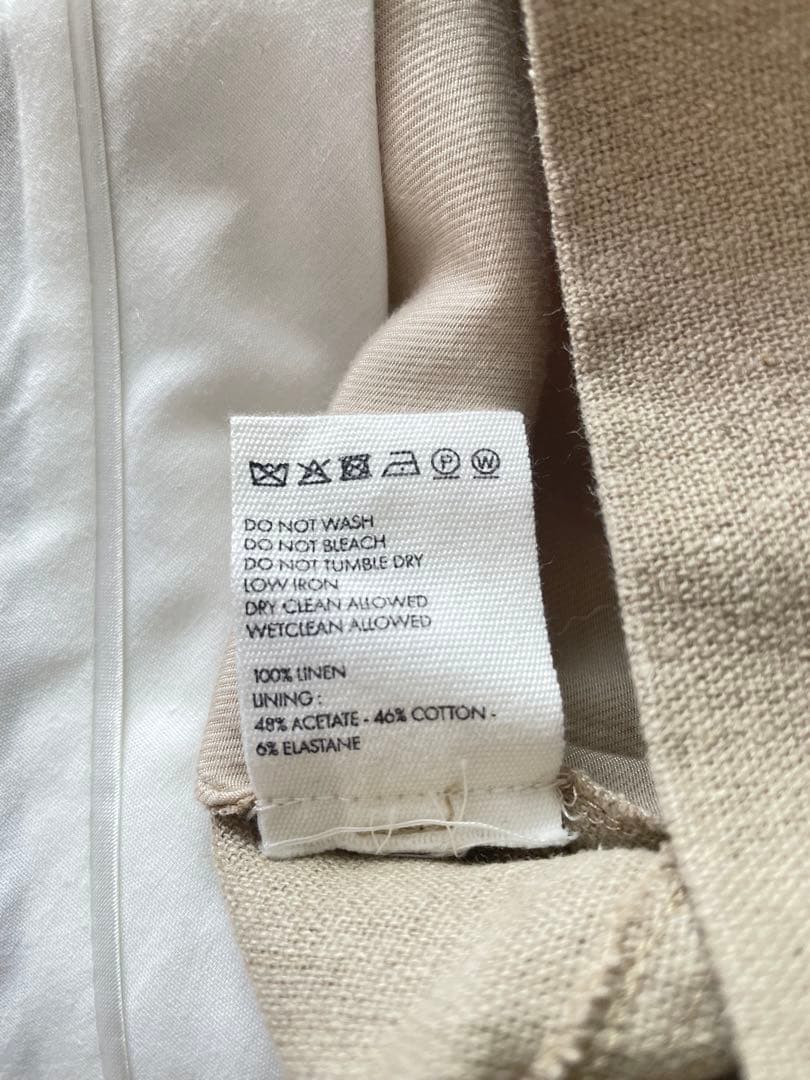 P W
DO NOT WASH
DO NOT BLEACH
DO NOT TUMBLE DRY
LOW IRON
DRY CLEAN ALLOWED
WETCLEAN ALLOWED
100% LINEN
LINING :
48% ACETATE - 46% COTTON -
6% ELASTANE